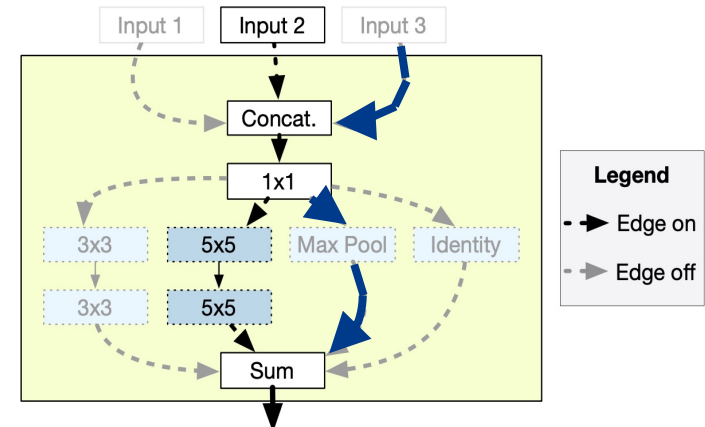 Input 1
Input 2
Input 3
Concat.
1x1
3x3
5x5
Max Pool
Identity
3x3
5x5
Sum
Legend
Edge on
Edge off